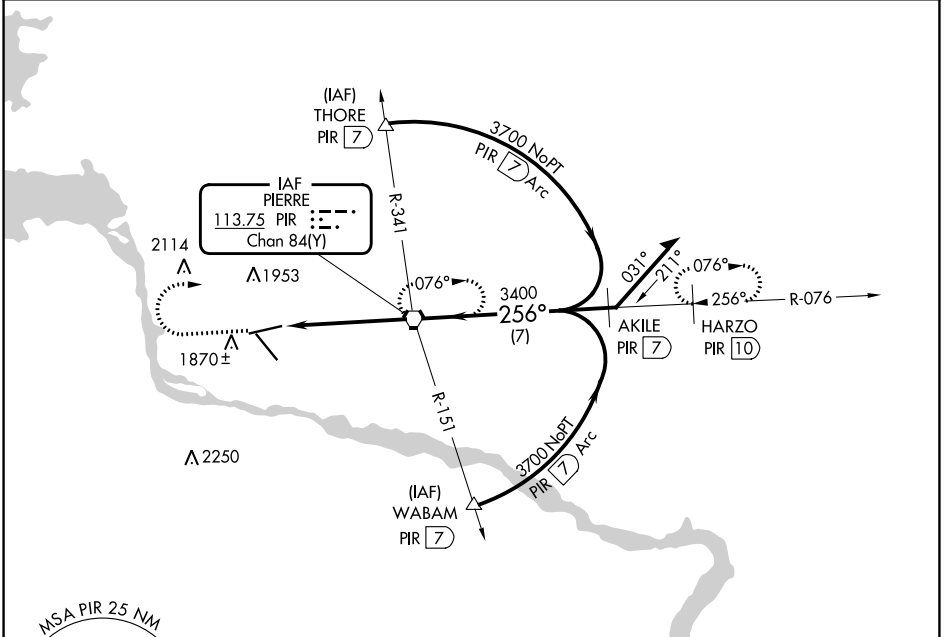 (IAF)
THORE
PIR 7
3700 NoPT
PIR 7 Arc
IAF
PIERRE
113.75 PIR
Chan 84(Y)
R-341
2114
1953
031°
211°
076°
076°
3400
256°
(7)
256°
R-076
AKILE
PIR 7
HARZO
PIR 10
1870±
R-151
2250
3700 NoPT
PIR 7 Arc
(IAF)
WABAM
PIR 7
MSA PIR 25 NM